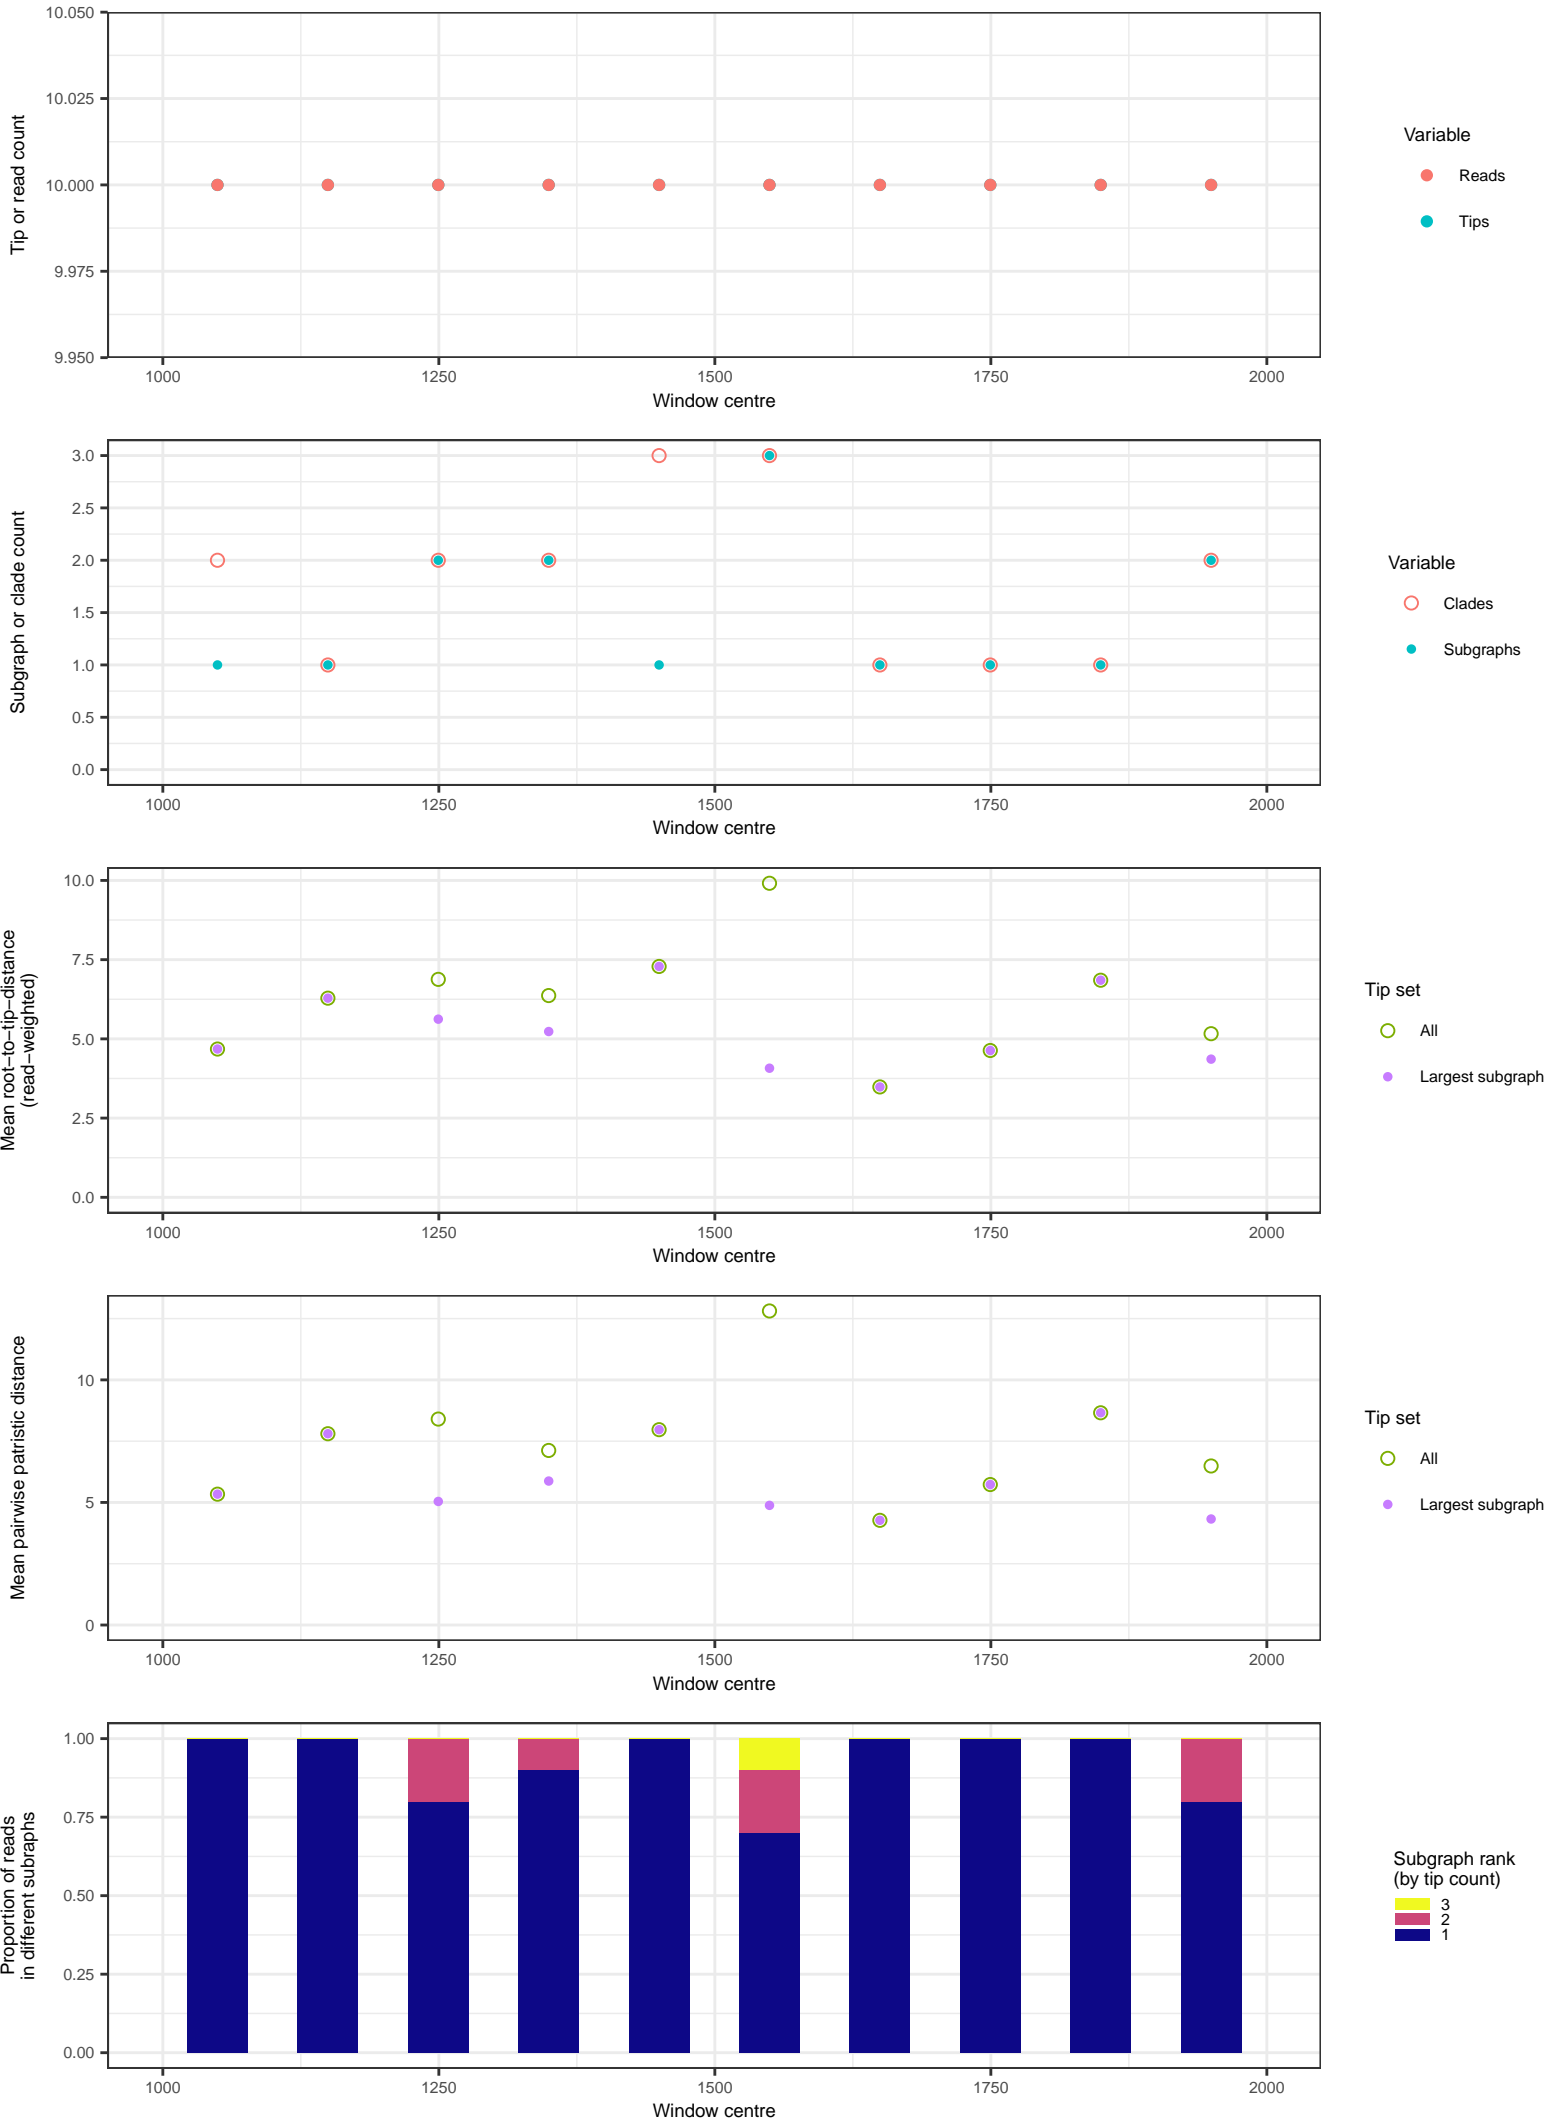 10.050
10.025
10.000
9.975
9.950
Tip or read count
1000 1250 1500 1750 2000
Window centre
Variable
Reads
Tips
3.0
2.5
2.0
1.5
1.0
0.5
0.0
Subgraph or clade count
1000 1250 1500 1750 2000
Window centre
Variable
Clades
Subgraphs
10.0
7.5
5.0
2.5
0.0
Mean root−to−tip−distance
(read−weighted)
1000 1250 1500 1750 2000
Window centre
Tip set
All
Largest subgraph
10
5
0
Mean pairwise patristic distance
1000 1250 1500 1750 2000
Window centre
Tip set
All
Largest subgraph
1.00
0.75
0.50
0.25
0.00
Proportion of reads
in different subraphs
1000 1250 1500 1750 2000
Window centre
Subgraph rank
(by tip count)
3
2
1